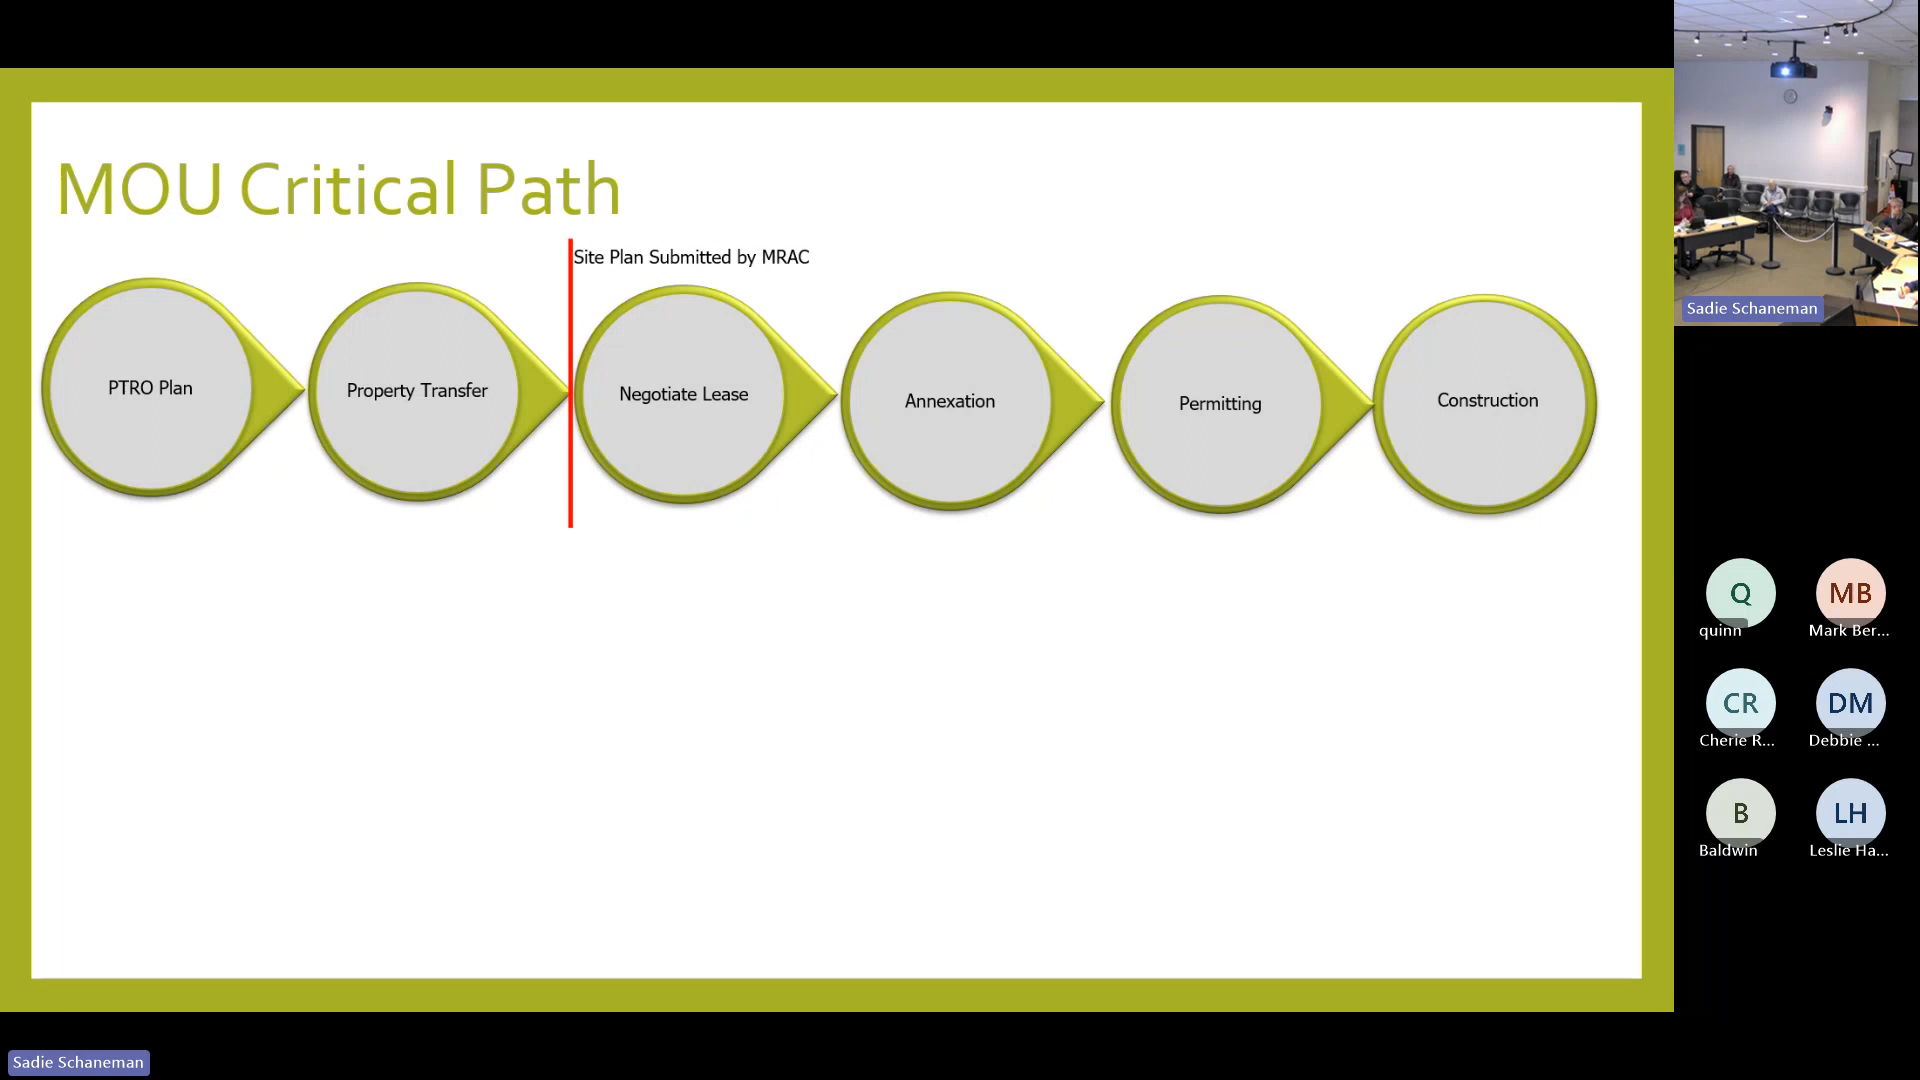 MOU Critical Path
Site Plan Submitted by MRAC
PTRO Plan
Property Transfer
Negotiate Lease
Annexation
Permitting
Construction
Sadie Schaneman
Q
quinn
MB
Mark Ber...
CR
Cherie R...
DM
Debbie ...
B
Baldwin
LH
Leslie Ha...
Sadie Schaneman